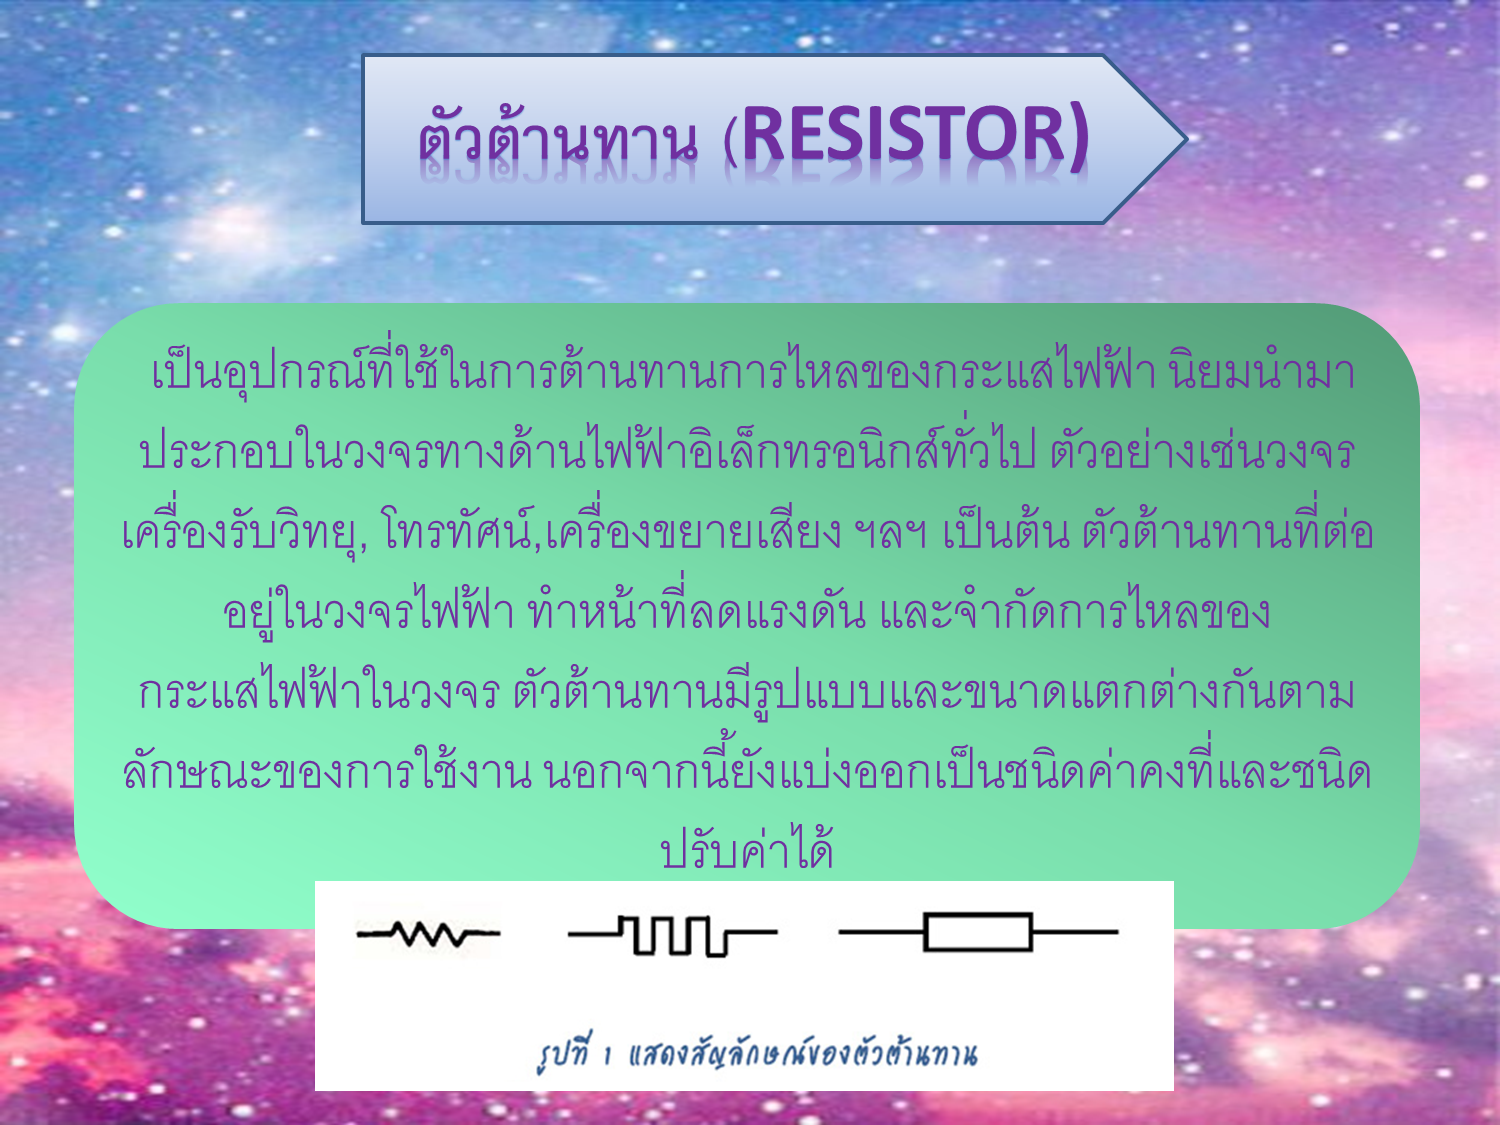 ตัวต้านทาน (RESISTOR)
เป็นอุปกรณ์ที่ใช้ในการต้านทานการไหลของกระแสไฟฟ้า นิยมนำมา
ประกอบในวงจรทางด้านไฟฟ้าอิเล็กทรอนิกส์ทั่วไป ตัวอย่างเช่นวงจร
เครื่องรับวิทยุ, โทรทัศน์,เครื่องขยายเสียง ฯลฯ เป็นต้น ตัวต้านทานที่ต่อ
อยู่ในวงจรไฟฟ้า ทำหน้าที่ลดแรงดัน และจำกัดการไหลของ
กระแสไฟฟ้าในวงจร ตัวต้านทานมีรูปแบบและขนาดแตกต่างกันตาม
ลักษณะของการใช้งาน นอกจากนี้ยังแบ่งออกเป็นชนิดค่าคงที่และชนิด
ปรับค่าได้
รูปที่ 1 แสดงสัญลักษณ์ของตัวต้านทาน